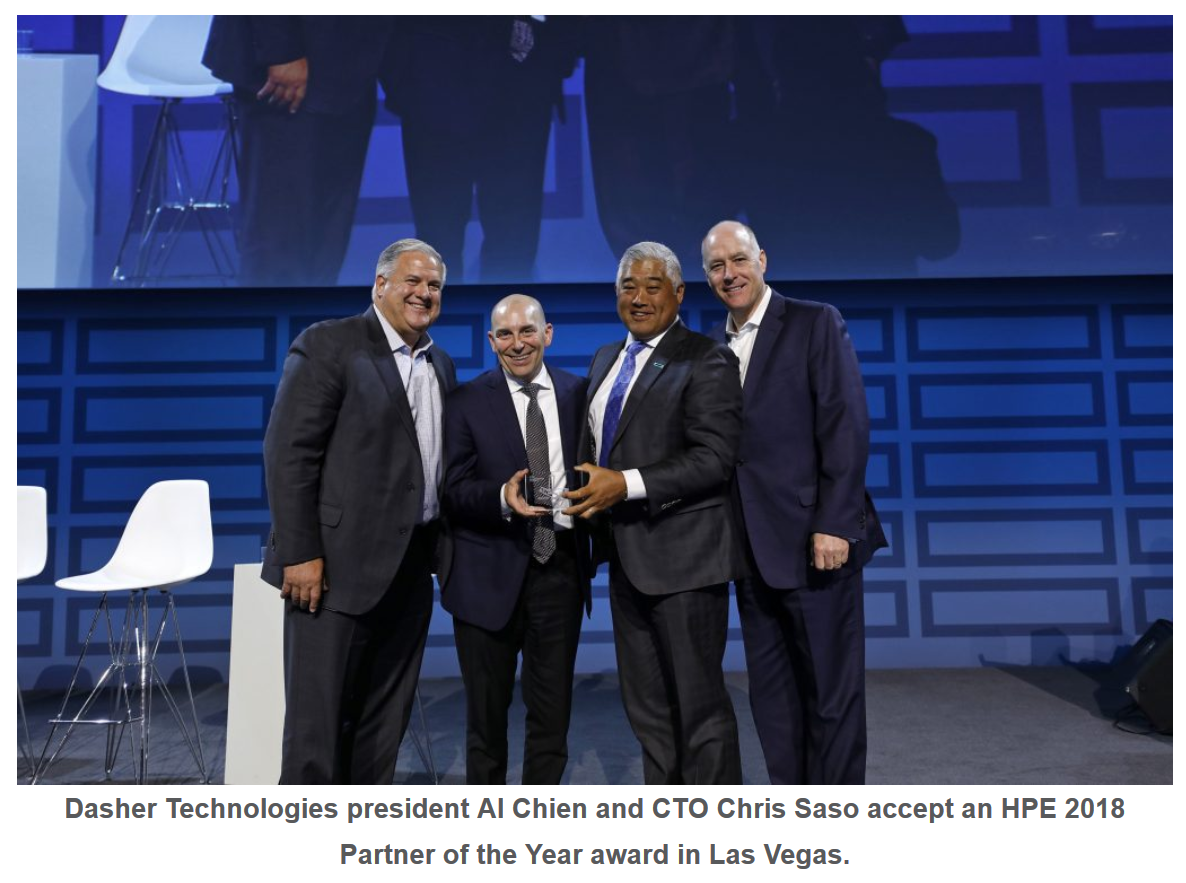 Dasher Technologies president Al Chien and CTO Chris Saso accept an HPE 2018
Partner of the Year award in Las Vegas.